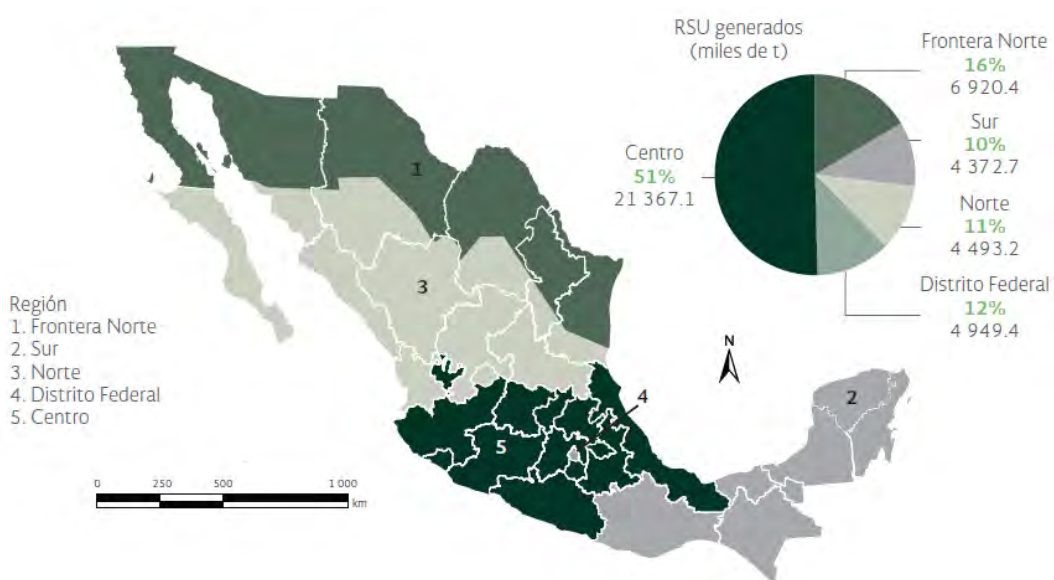 RSU generados
(miles de t)
Frontera Norte
16%
6 920.4
Sur
10%
4 372.7
Centro
51%
21 367.1
Norte
11%
4 493.2
Distrito Federal
12%
4 949.4
1
3
Región
1. Frontera Norte
2. Sur
3. Norte
4. Distrito Federal
5. Centro
N
4
2
5
0 250 500 1 000
km